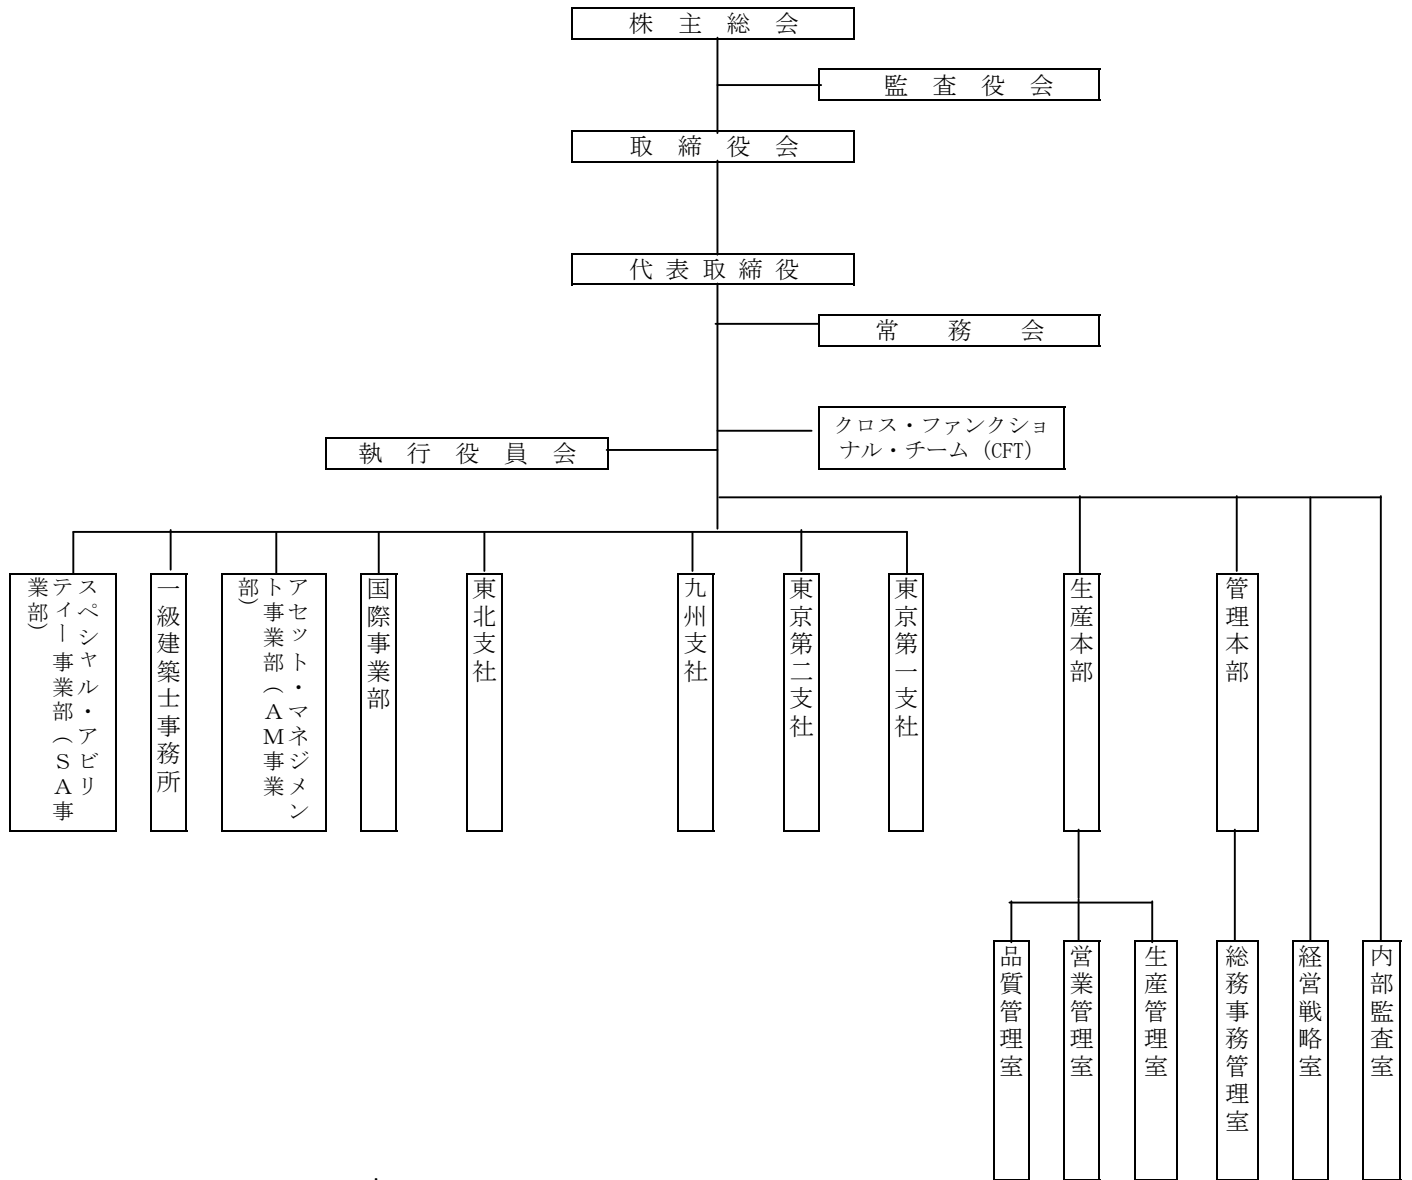 株主総会
監査役会
取締役会
代表取締役
常務会
クロス・ファンクショ
ナル・チーム（CFT）
執行役員会
スペシャル・アビリ
ティー事業部（ＳＡ事
業部）
一級建築士事務所
アセット・マネジメン
ト事業部（ＡＭ事業
部）
国際事業部
東北支社
九州支社
東京第二支社
東京第一支社
生産本部
管理本部
品質管理室
営業管理室
生産管理室
総務事務管理室
経営戦略室
内部監査室